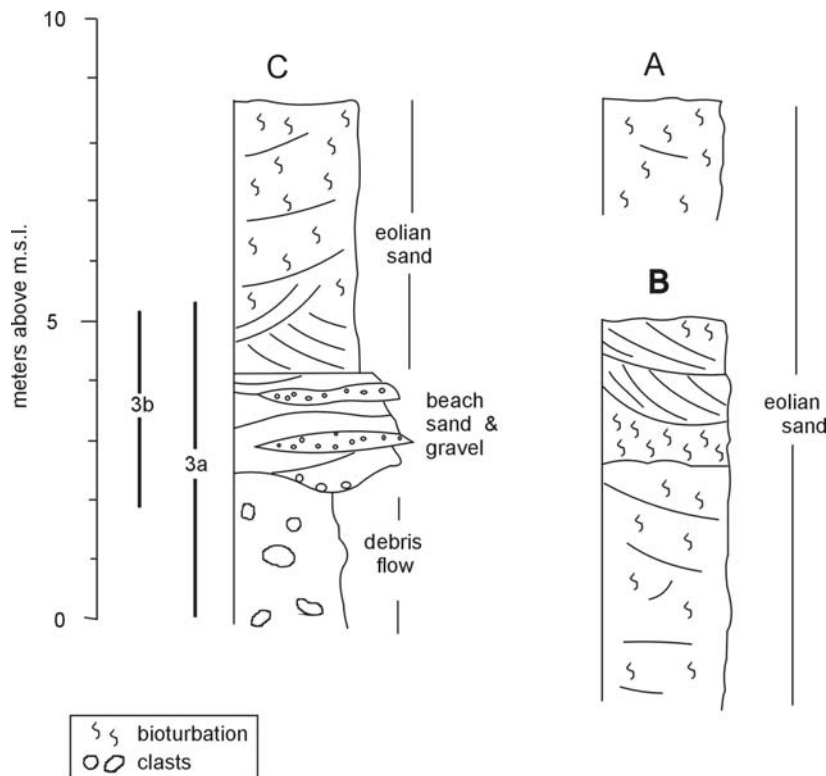 10
C
A
eolian
sand
meters above m.s.l.
B
5
3b
beach
sand &
gravel
eolian
sand
3a
debris
flow
0
bioturbation
clasts